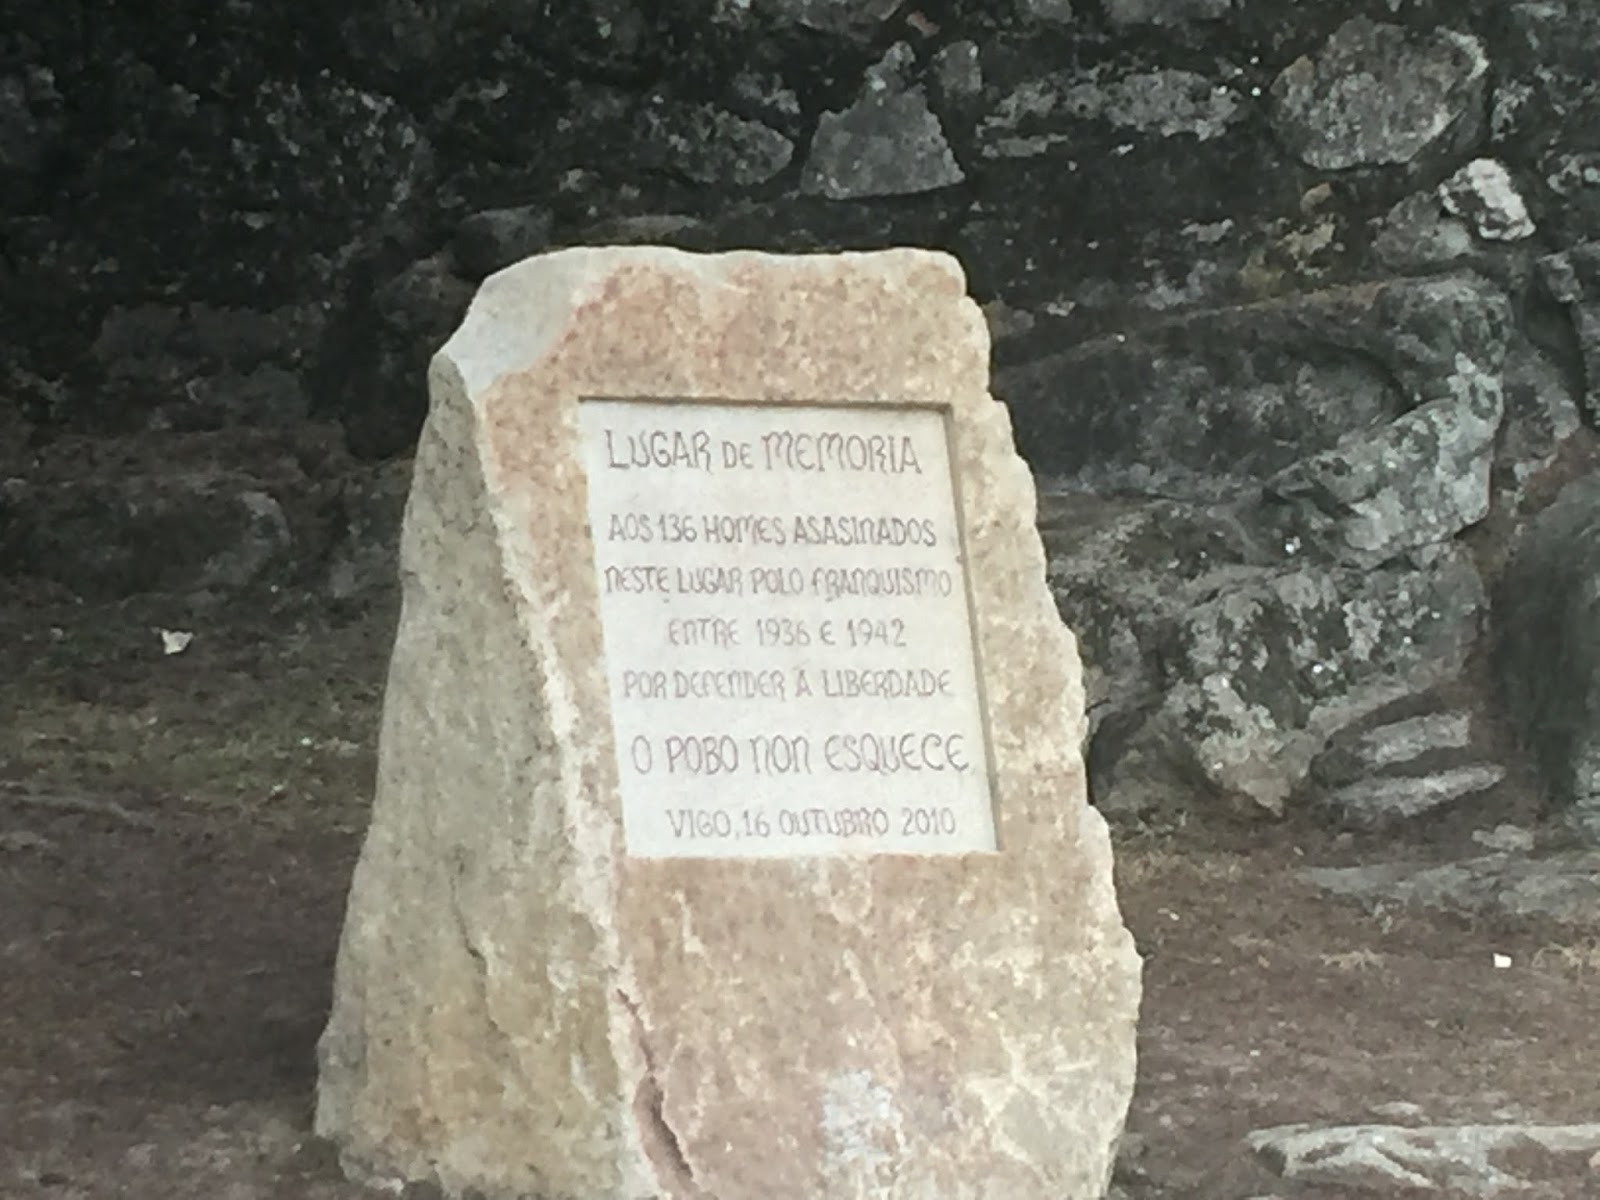 LUGAR DE MEMORIA
AOS 136 HOMES ASASINADOS
NESTE LUGAR POLO FRANQUISMO
ENTRE 1936 E 1942
POR DEFENDER Á LIBERDADE
O POBO NON ESQUECE
VIGO, 16 OUTUBRO 2010